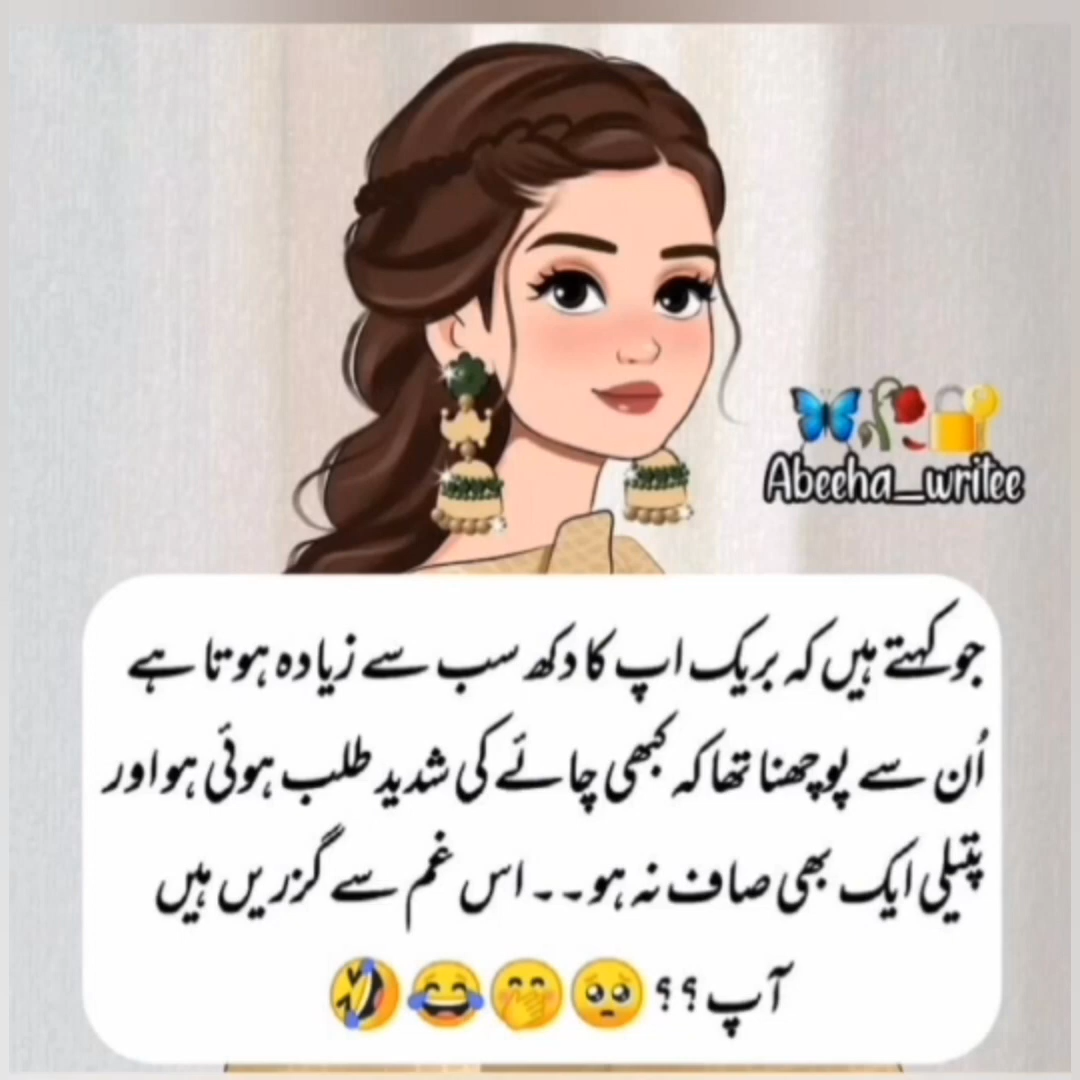 Abeeha_writee
جو کہتے ہیں کہ بریک اپ کا دکھ سب سے زیادہ ہوتا ہے
اُن سے پوچھنا تھا کہ کبھی چائے کی شدید طلب ہوئی ہو اور
پتیلی ایک بھی صاف نہ ہو۔۔ اس غم سے گزریں ہیں
آپ ؟؟ 🥺🤭😂🤣